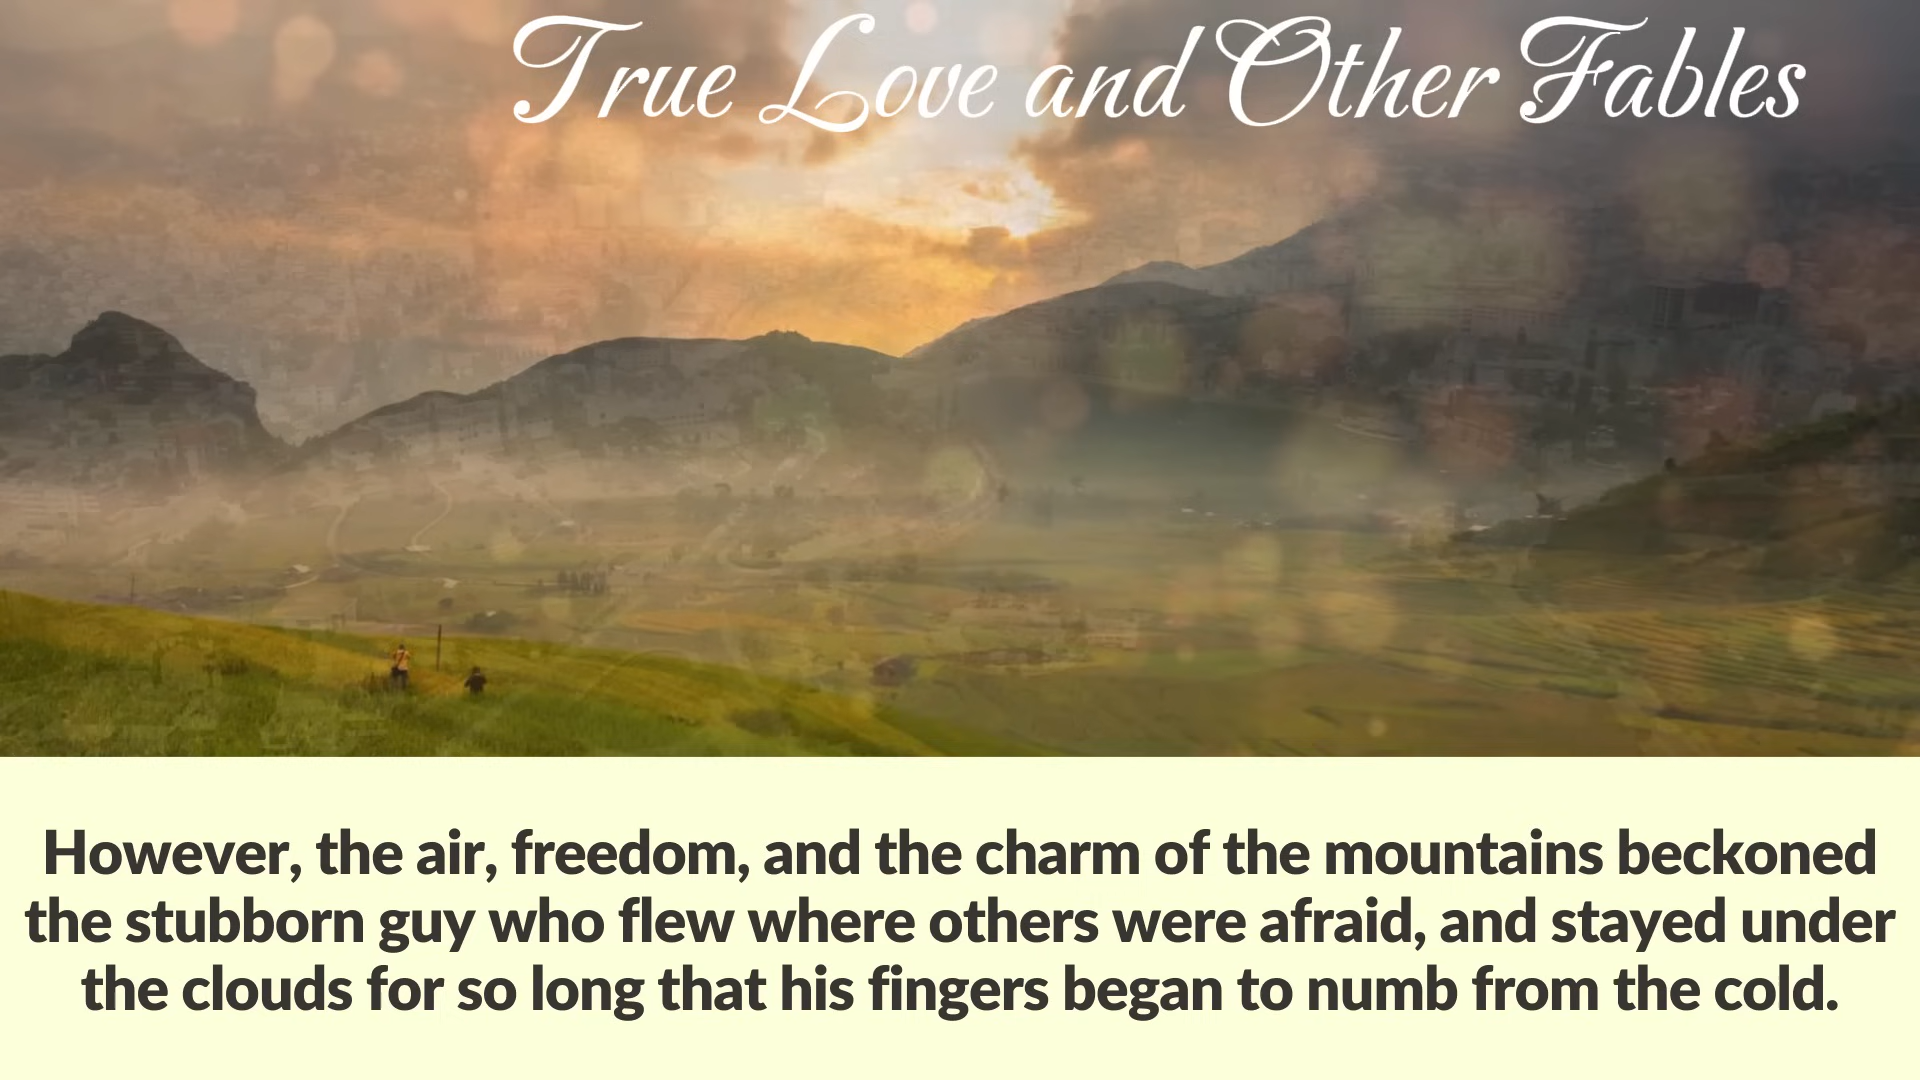 True Love and Other Fables
However, the air, freedom, and the charm of the mountains beckoned
the stubborn guy who flew where others were afraid, and stayed under
the clouds for so long that his fingers began to numb from the cold.